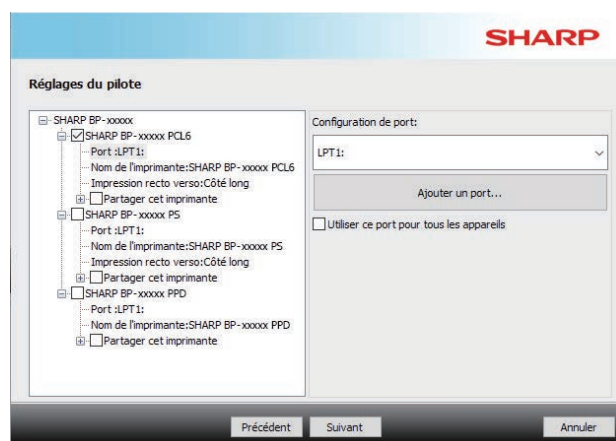 SHARP
Réglages du pilote
SHARP BP-xxxxx
SHARP BP-xxxxx PCL6
Port :LPT1:
Nom de l'imprimante:SHARP BP-xxxxx PCL6
Impression recto verso:Côté long
Partager cet imprimante
SHARP BP-xxxxx PS
Port :LPT1:
Nom de l'imprimante:SHARP BP-xxxxx PS
Impression recto verso:Côté long
Partager cet imprimante
SHARP BP-xxxxx PPD
Port :LPT1:
Nom de l'imprimante:SHARP BP-xxxxx PPD
Partager cet imprimante
Configuration de port:
LPT1:
Ajouter un port...
Utiliser ce port pour tous les appareils
Précédent Suivant Annuler